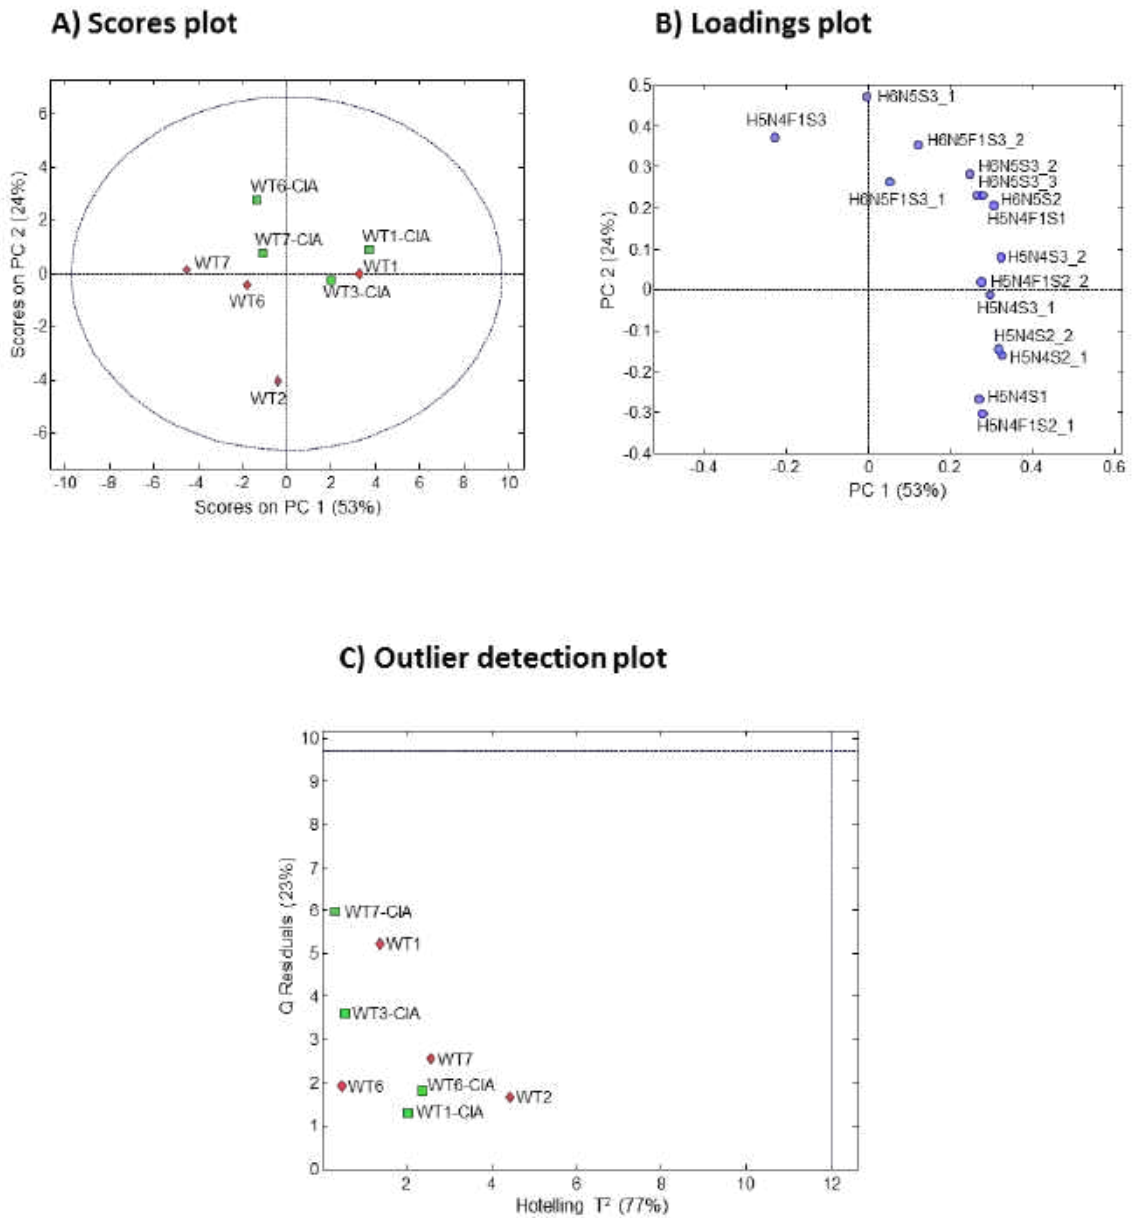 A) Scores plot
B) Loadings plot
6
4
2
0
-2
-4
-6
Scores on PC 2 (24%)
WT6-CIA
WT7-CIA
WT1-CIA
WT7
WT1
WT6
WT3-CIA
WT2
-10
-8
-6
-4
-2
0
2
4
6
8
10
Scores on PC 1 (53%)
0.5
0.4
0.3
0.2
0.1
0
-0.1
-0.2
-0.3
-0.4
PC 2 (24%)
H6N5S3_1
H5N4F1S3
H6N5F1S3_2
H6N5S3_2
H6N5S3_3
H6N5F1S3_1
H6N5S2
H5N4F1S1
H5N4S3_2
H5N4F1S2_2
H5N4S3_1
H5N4S2_2
H5N4S2_1
H5N4S1
H5N4F1S2_1
-0.4
-0.2
0
0.2
0.4
0.6
PC 1 (53%)
C) Outlier detection plot
10
9
8
7
6
5
4
3
2
1
0
Q Residuals (23%)
WT7-CIA
WT1
WT3-CIA
WT7
WT6
WT6-CIA
WT2
WT1-CIA
2
4
6
8
10
12
Hotelling T² (77%)